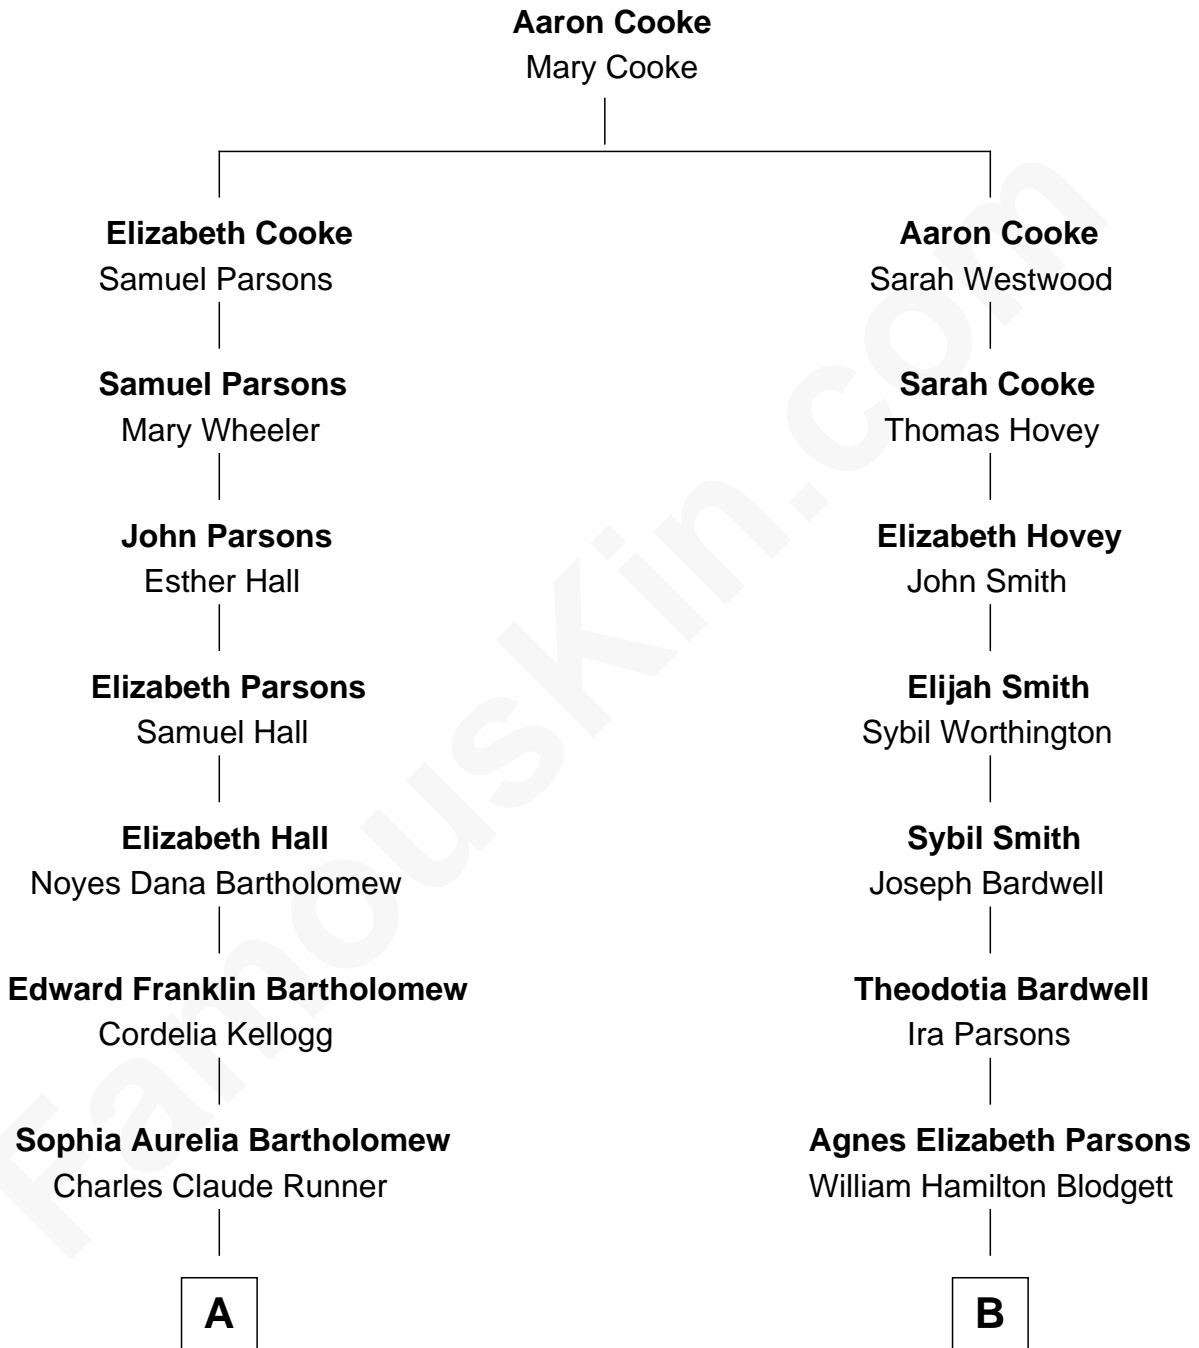 Aaron Cooke
Mary Cooke
Elizabeth Cooke
Samuel Parsons
Aaron Cooke
Sarah Westwood
Samuel Parsons
Mary Wheeler
Sarah Cooke
Thomas Hovey
John Parsons
Esther Hall
Elizabeth Hovey
John Smith
Elizabeth Parsons
Samuel Hall
Elijah Smith
Sybil Worthington
Elizabeth Hall
Noyes Dana Bartholomew
Sybil Smith
Joseph Bardwell
Edward Franklin Bartholomew
Cordelia Kellogg
Theodotia Bardwell
Ira Parsons
Sophia Aurelia Bartholomew
Charles Claude Runner
Agnes Elizabeth Parsons
William Hamilton Blodgett
A
B
FamousKin.com